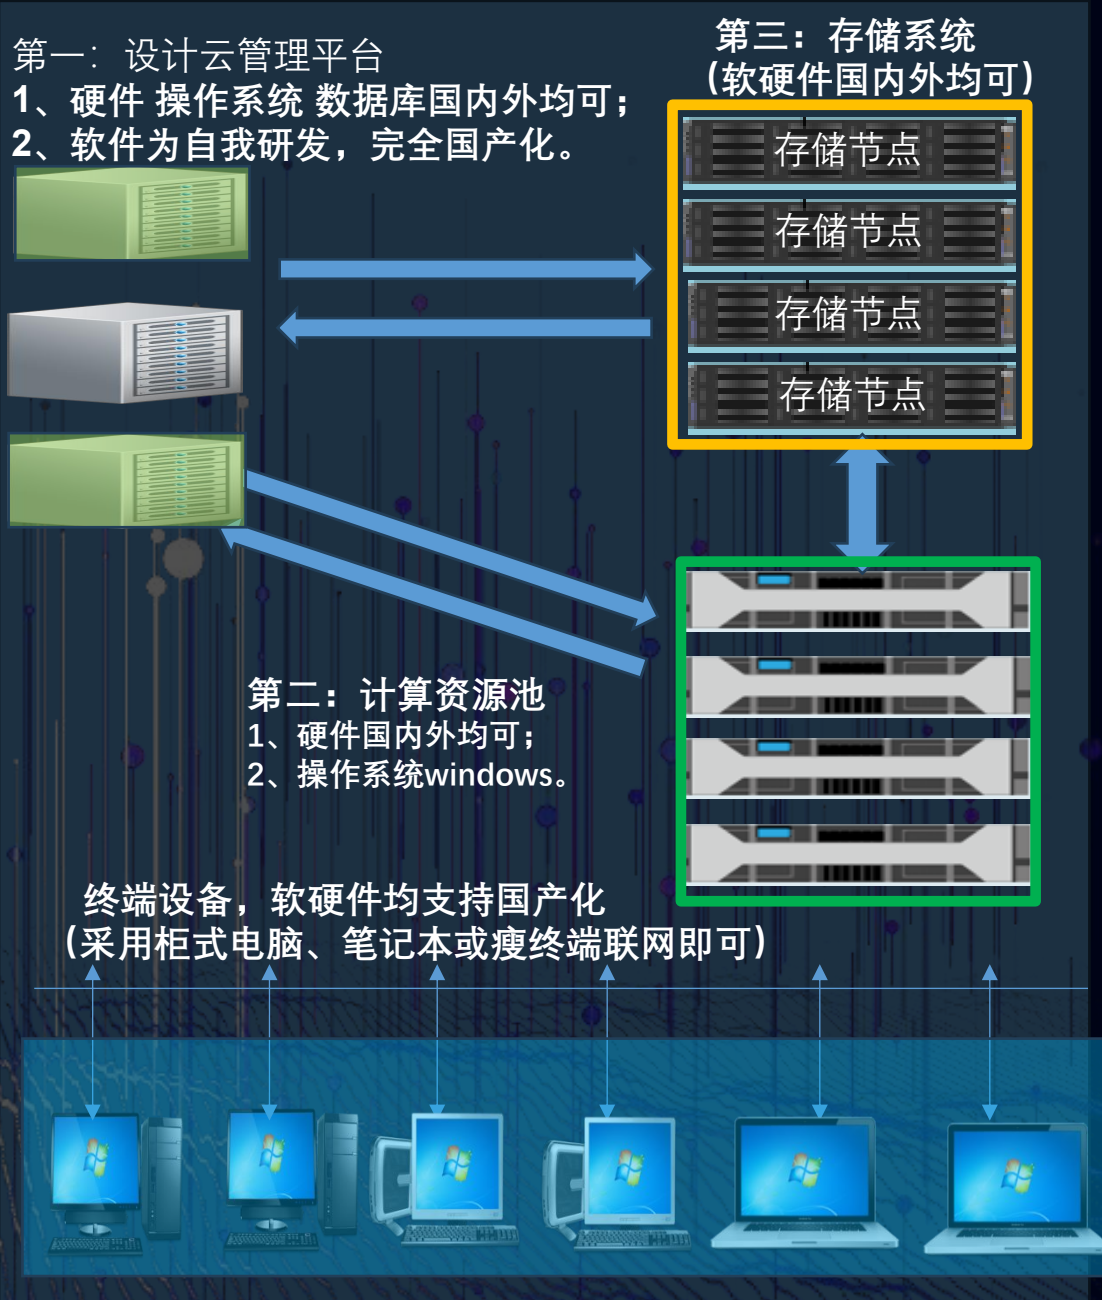 第一：设计云管理平台
1、硬件 操作系统 数据库国内外均可；
2、软件为自我研发，完全国产化。
第三：存储系统
（软硬件国内外均可）
存储节点
存储节点
存储节点
存储节点
第二：计算资源池
1、硬件国内外均可；
2、操作系统windows。
终端设备，软硬件均支持国产化
（采用柜式电脑、笔记本或瘦终端联网即可）